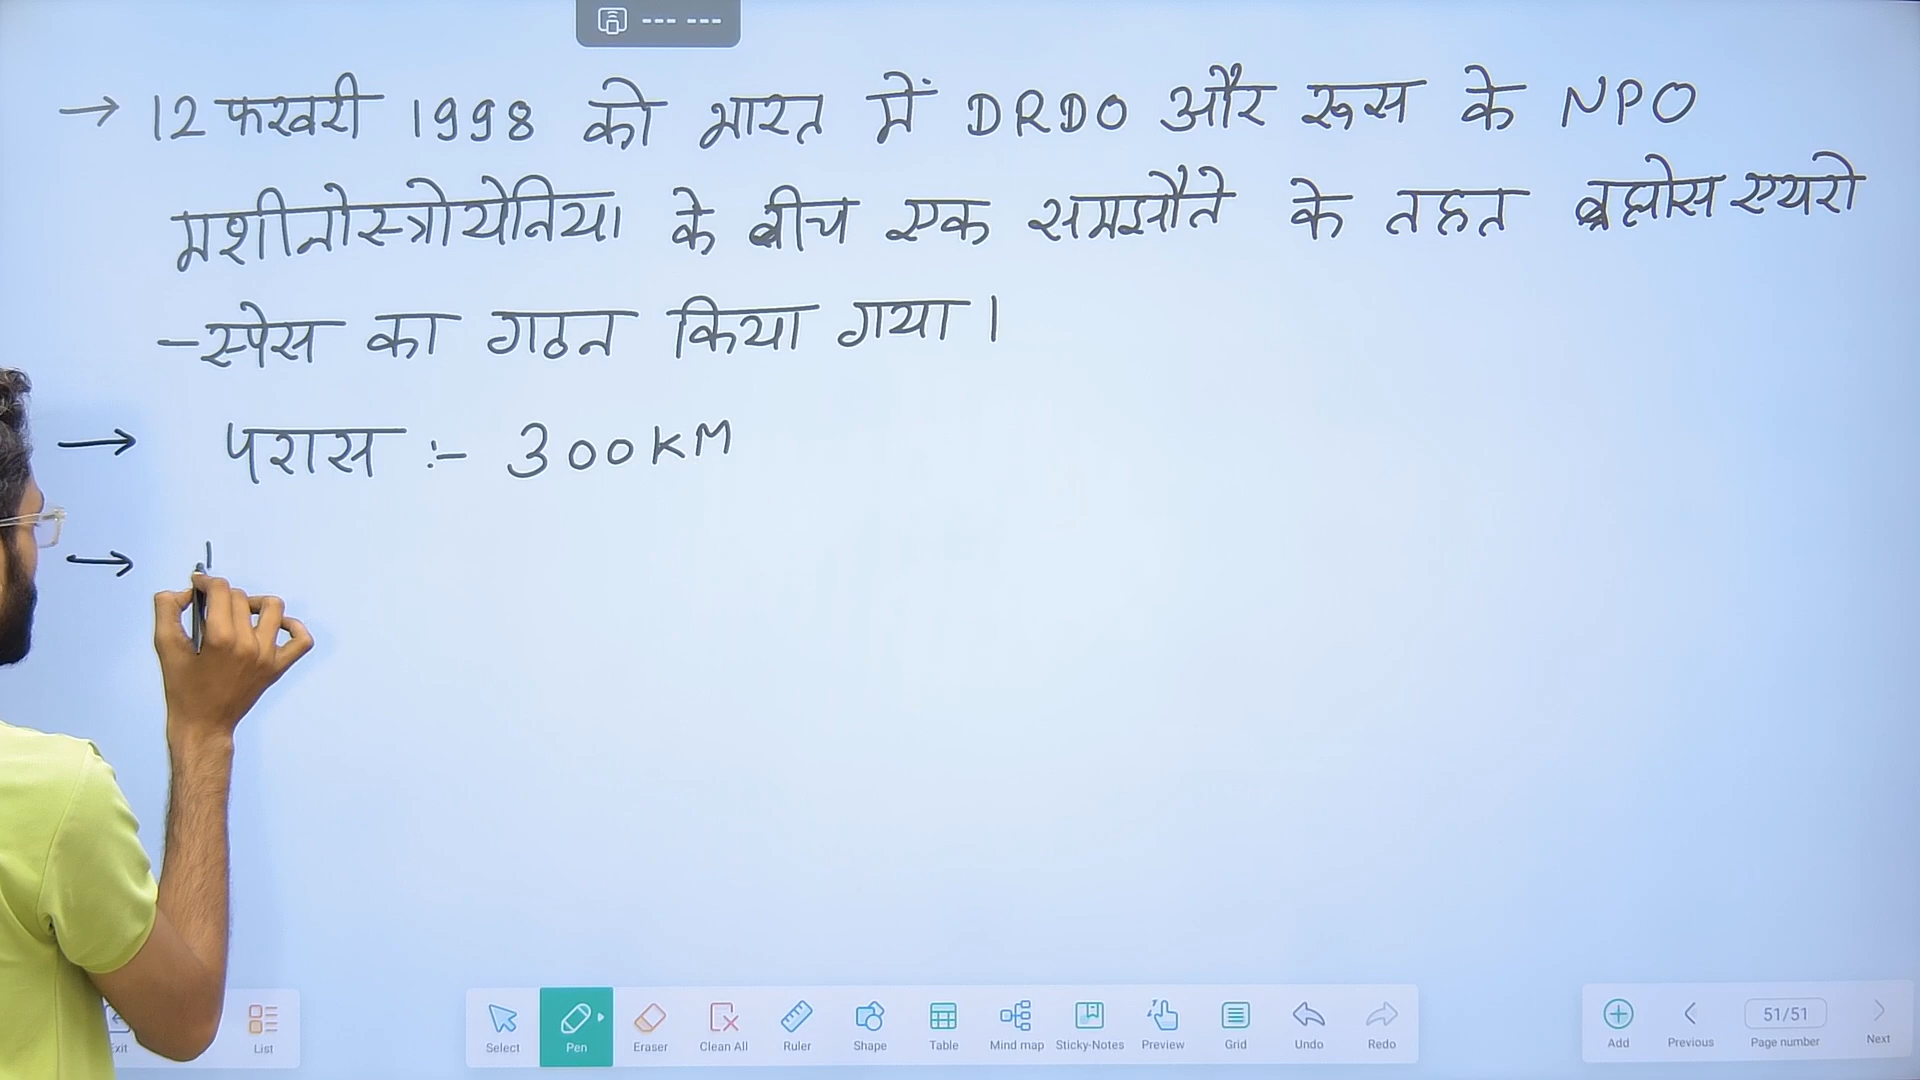 --- ---
→ 12 फरवरी 1998 को भारत में DRDO और रूस के NPO
मशीनोस्त्रोयेनिया के बीच एक समझौते के तहत ब्रह्मोस एयरो
-स्पेस का गठन किया गया।
→ परास :- 300KM
→
Exit List Select Pen Eraser Clean All Ruler Shape Table Mind map Sticky-Notes Preview Grid Undo Redo Add Previous 51/51 Page number Next